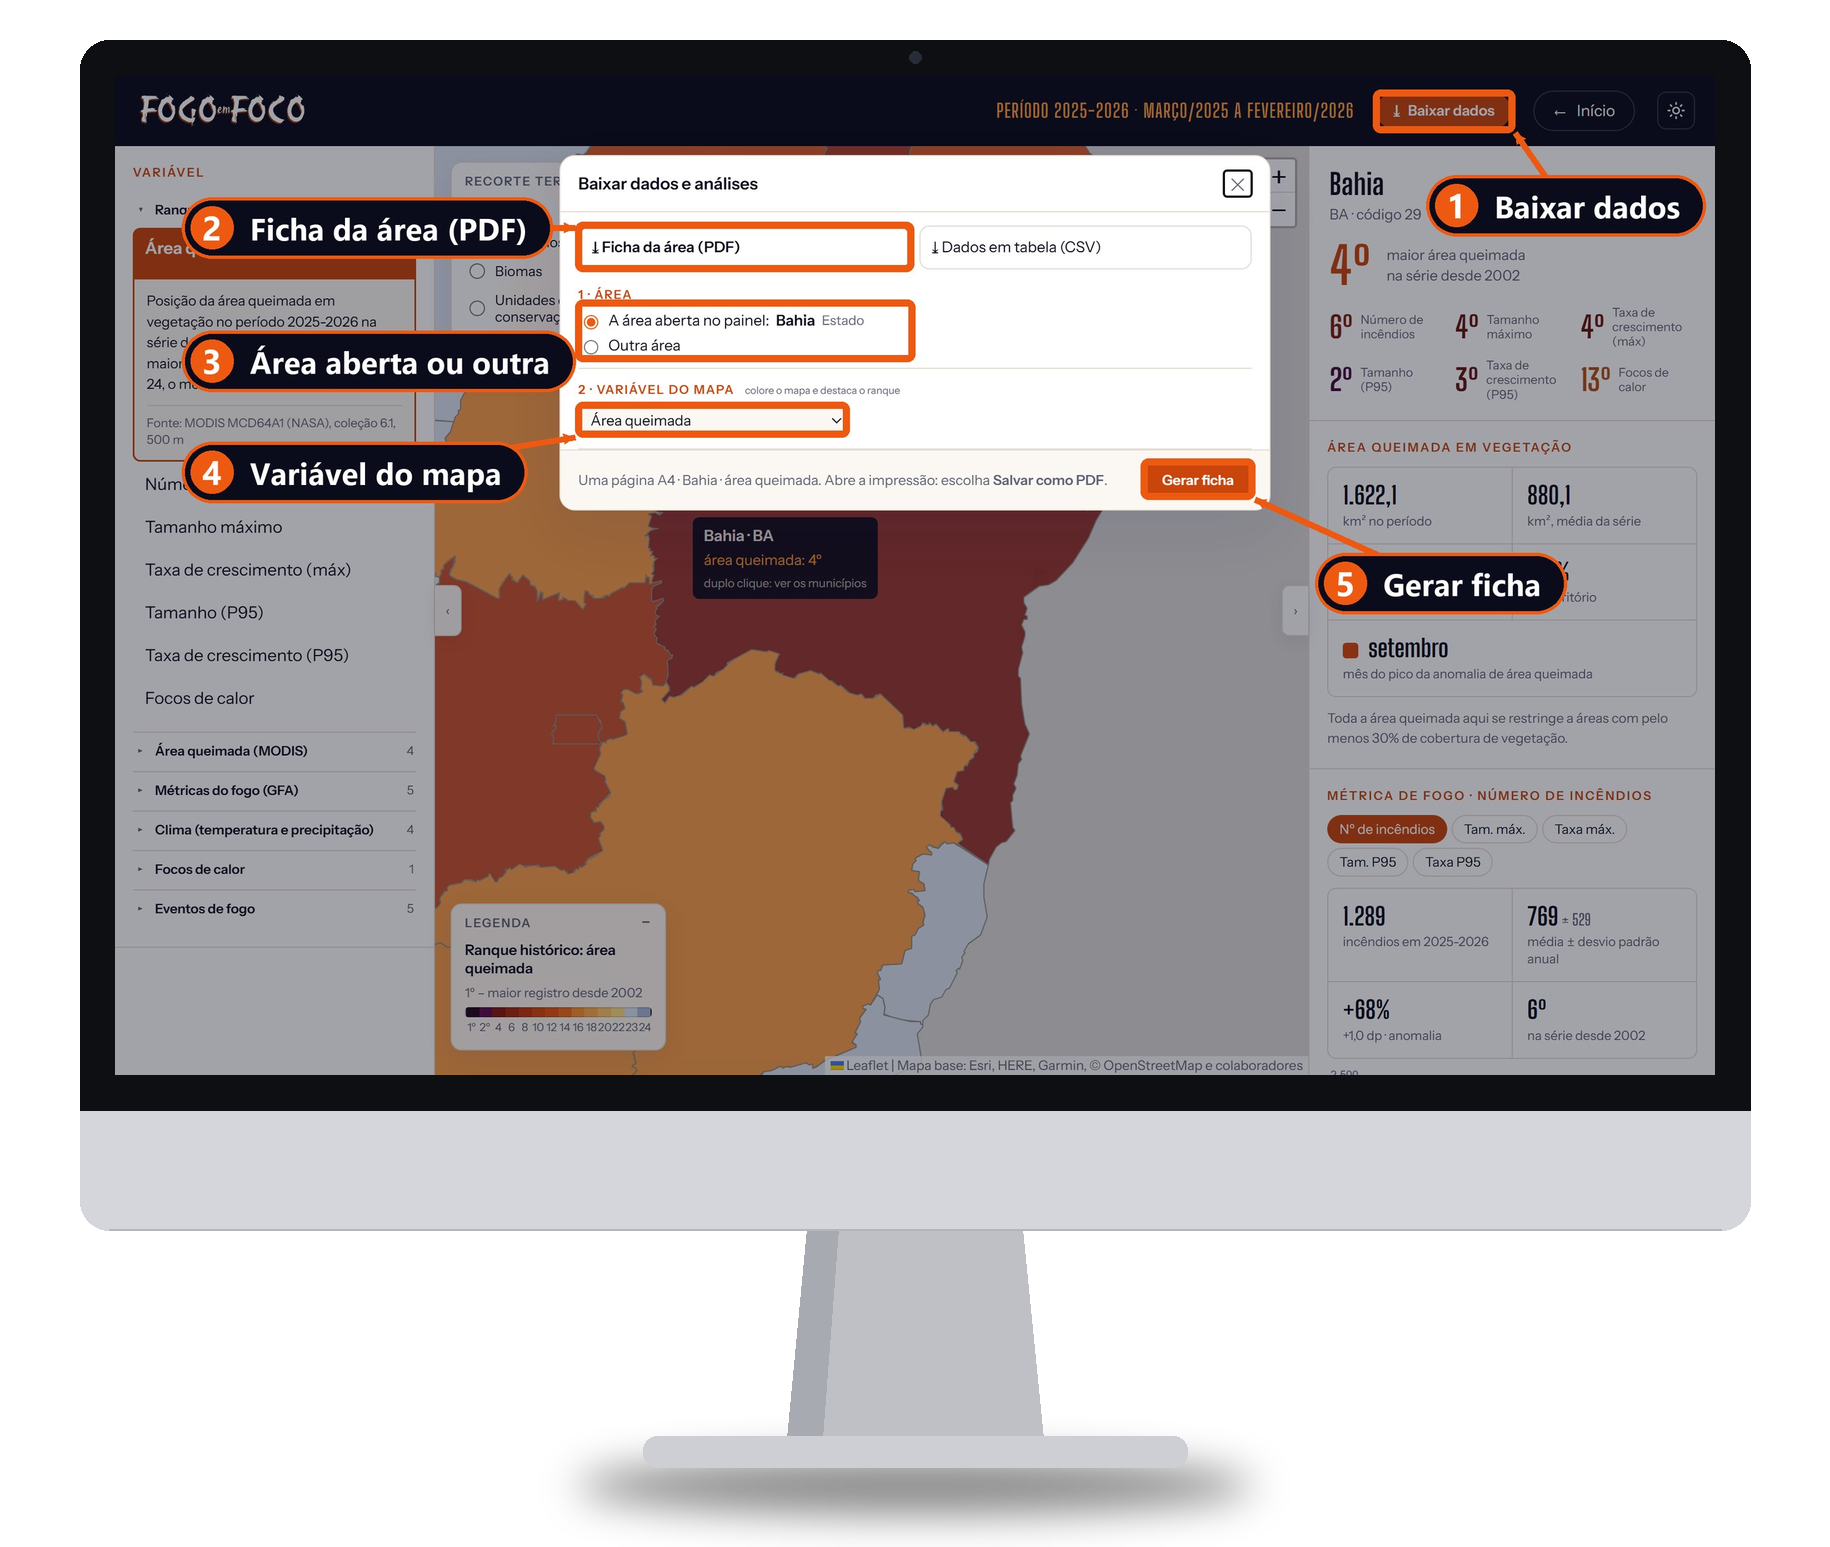 FOGO em FOCO
PERÍODO 2025-2026 · MARÇO/2025 A FEVEREIRO/2026
Baixar dados
← Início
1 Baixar dados
2 Ficha da área (PDF)
3 Área aberta ou outra
4 Variável do mapa
5 Gerar ficha
VARIÁVEL
Posição da área queimada em
vegetação no período 2025-2026 na
série d
maior
24, o m
Fonte: MODIS MCD64A1 (NASA), coleção 6.1,
500 m
Tamanho máximo
Taxa de crescimento (máx)
Tamanho (P95)
Taxa de crescimento (P95)
Focos de calor
Área queimada (MODIS) 4
Métricas do fogo (GFA) 5
Clima (temperatura e precipitação) 4
Focos de calor 1
Eventos de fogo 5
RECORTE TER
Biomas
Unidades
conservaç
Baixar dados e análises
Ficha da área (PDF)
Dados em tabela (CSV)
1 · ÁREA
A área aberta no painel: Bahia Estado
Outra área
2 · VARIÁVEL DO MAPA colore o mapa e destaca o ranque
Área queimada
Uma página A4 · Bahia · área queimada. Abre a impressão: escolha Salvar como PDF.
Gerar ficha
+
−
Bahia · BA
área queimada: 4º
duplo clique: ver os municípios
LEGENDA −
Ranque histórico: área
queimada
1º – maior registro desde 2002
1º 2º 4 6 8 10 12 14 16 18 20 22 23 24
Leaflet | Mapa base: Esri, HERE, Garmin, © OpenStreetMap e colaboradores
Bahia
BA · código 29
4º maior área queimada
na série desde 2002
6º Número de
incêndios
4º Tamanho
máximo
4º Taxa de
crescimento
(máx)
2º Tamanho
(P95)
3º Taxa de
crescimento
(P95)
13º Focos de
calor
ÁREA QUEIMADA EM VEGETAÇÃO
1.622,1
km² no período
880,1
km², média da série
setembro
mês do pico da anomalia de área queimada
Toda a área queimada aqui se restringe a áreas com pelo
menos 30% de cobertura de vegetação.
MÉTRICA DE FOGO · NÚMERO DE INCÊNDIOS
Nº de incêndios
Tam. máx.
Taxa máx.
Tam. P95
Taxa P95
1.289
incêndios em 2025-2026
769 ± 529
média ± desvio padrão
anual
+68%
+1,0 dp · anomalia
6º
na série desde 2002